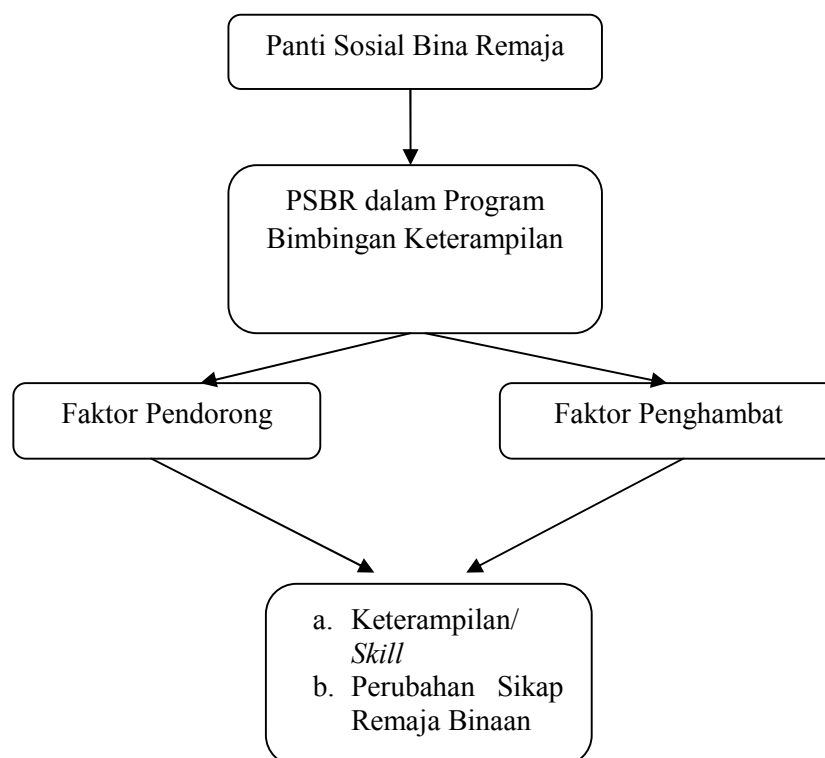 Panti Sosial Bina Remaja
PSBR dalam Program
Bimbingan Keterampilan
Faktor Pendorong
Faktor Penghambat
a. Keterampilan/
Skill
b. Perubahan Sikap
Remaja Binaan